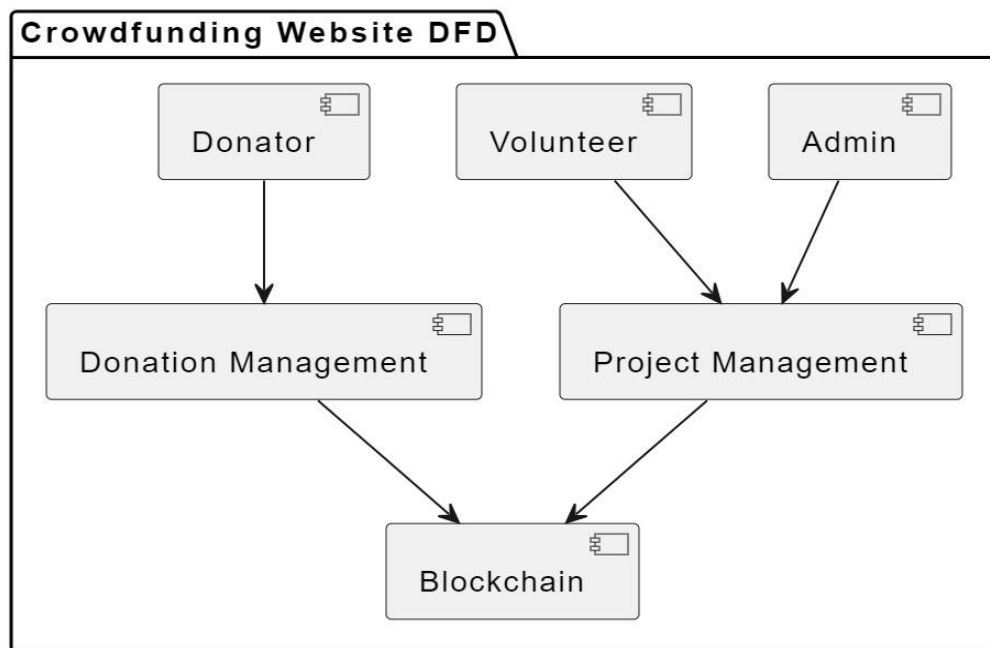 Crowdfunding Website DFD
Donator
Volunteer
Admin
Donation Management
Project Management
Blockchain